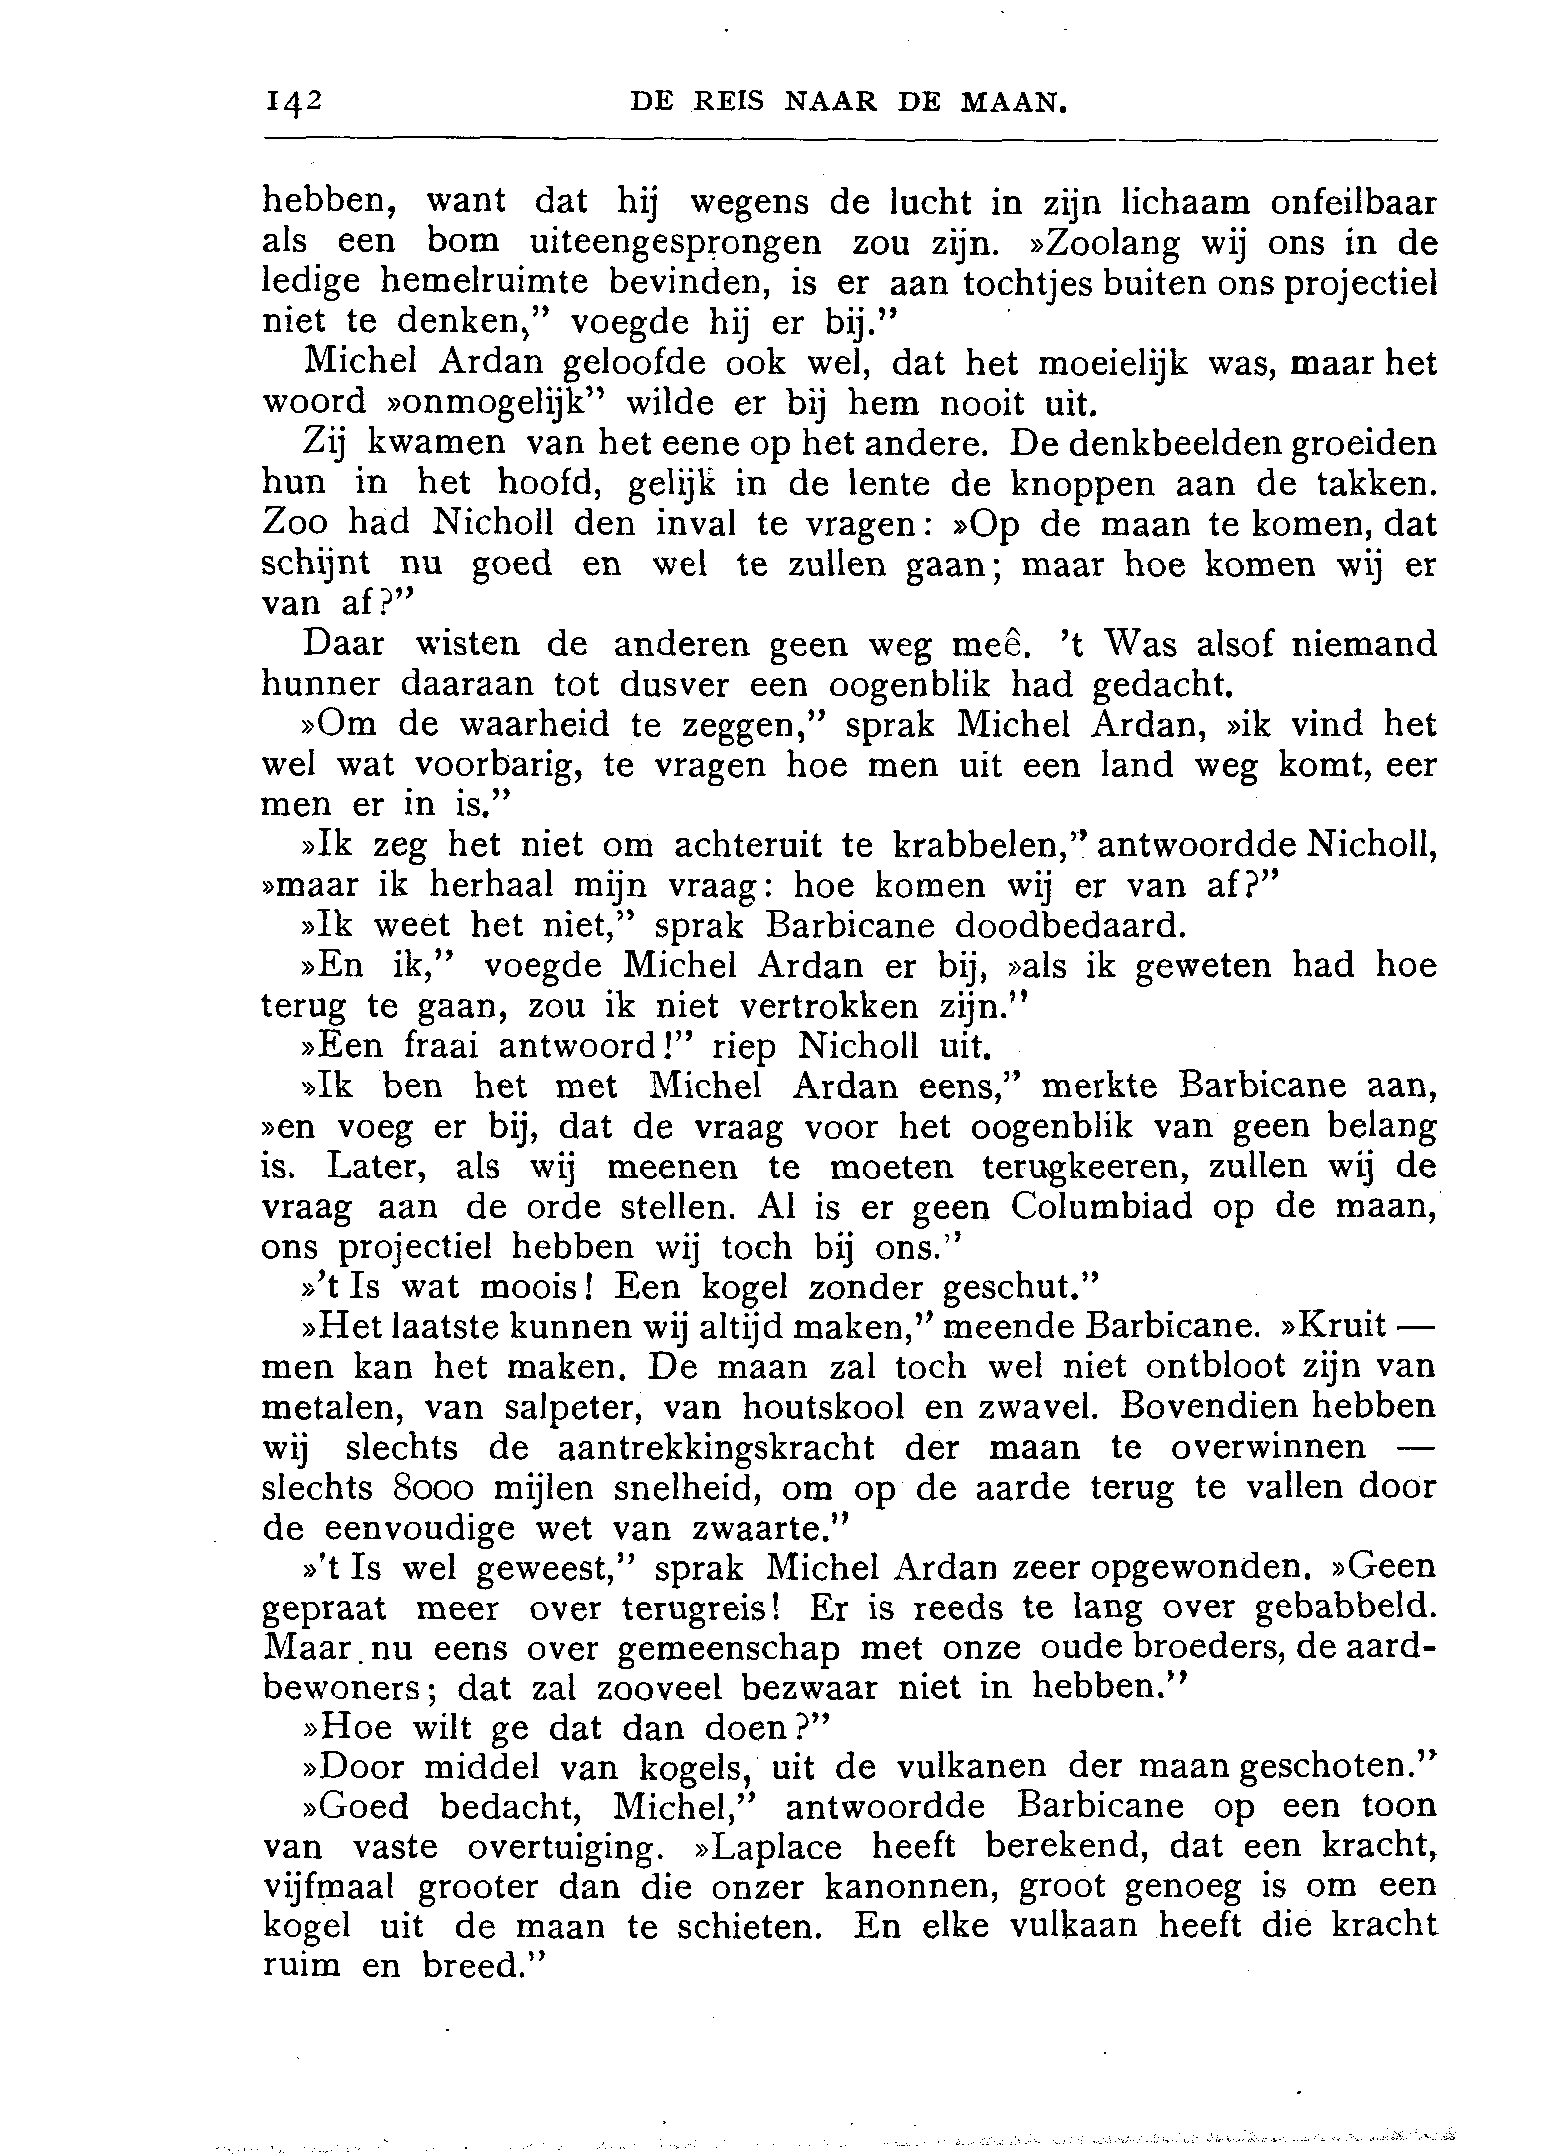 142 DE REIS NAAR DE MAAN.
hebben, want dat hij wegens de lucht in zijn lichaam onfeilbaar
als een bom uiteengesprongen zou zijn. »Zoolang wij ons in de
ledige hemelruimte bevinden, is er aan tochtjes buiten ons projectiel
niet te denken,” voegde hij er bij.”
Michel Ardan geloofde ook wel, dat het moeielijk was, maar het
woord »onmogelijk” wilde er bij hem nooit uit.
Zij kwamen van het eene op het andere. De denkbeelden groeiden
hun in het hoofd, gelijk in de lente de knoppen aan de takken.
Zoo had Nicholl den inval te vragen: »Op de maan te komen, dat
schijnt nu goed en wel te zullen gaan; maar hoe komen wij er
van af?”
Daar wisten de anderen geen weg meê. ’t Was alsof niemand
hunner daaraan tot dusver een oogenblik had gedacht.
»Om de waarheid te zeggen,” sprak Michel Ardan, »ik vind het
wel wat voorbarig, te vragen hoe men uit een land weg komt, eer
men er in is.”
»Ik zeg het niet om achteruit te krabbelen,” antwoordde Nicholl,
»maar ik herhaal mijn vraag: hoe komen wij er van af?”
»Ik weet het niet,” sprak Barbicane doodbedaard.
»En ik,” voegde Michel Ardan er bij, »als ik geweten had hoe
terug te gaan, zou ik niet vertrokken zijn.”
»Een fraai antwoord!” riep Nicholl uit.
»Ik ben het met Michel Ardan eens,” merkte Barbicane aan,
»en voeg er bij, dat de vraag voor het oogenblik van geen belang
is. Later, als wij meenen te moeten terugkeeren, zullen wij de
vraag aan de orde stellen. Al is er geen Columbiad op de maan,
ons projectiel hebben wij toch bij ons.”
»’t Is wat moois! Een kogel zonder geschut.”
»Het laatste kunnen wij altijd maken,” meende Barbicane. »Kruit —
men kan het maken. De maan zal toch wel niet ontbloot zijn van
metalen, van salpeter, van houtskool en zwavel. Bovendien hebben
wij slechts de aantrekkingskracht der maan te overwinnen —
slechts 8000 mijlen snelheid, om op de aarde terug te vallen door
de eenvoudige wet van zwaarte.”
»’t Is wel geweest,” sprak Michel Ardan zeer opgewonden. »Geen
gepraat meer over terugreis! Er is reeds te lang over gebabbeld.
Maar nu eens over gemeenschap met onze oude broeders, de aard-
bewoners; dat zal zooveel bezwaar niet in hebben.”
»Hoe wilt ge dat dan doen?”
»Door middel van kogels, uit de vulkanen der maan geschoten.”
»Goed bedacht, Michel,” antwoordde Barbicane op een toon
van vaste overtuiging. »Laplace heeft berekend, dat een kracht,
vijfmaal grooter dan die onzer kanonnen, groot genoeg is om een
kogel uit de maan te schieten. En elke vulkaan heeft die kracht
ruim en breed.”